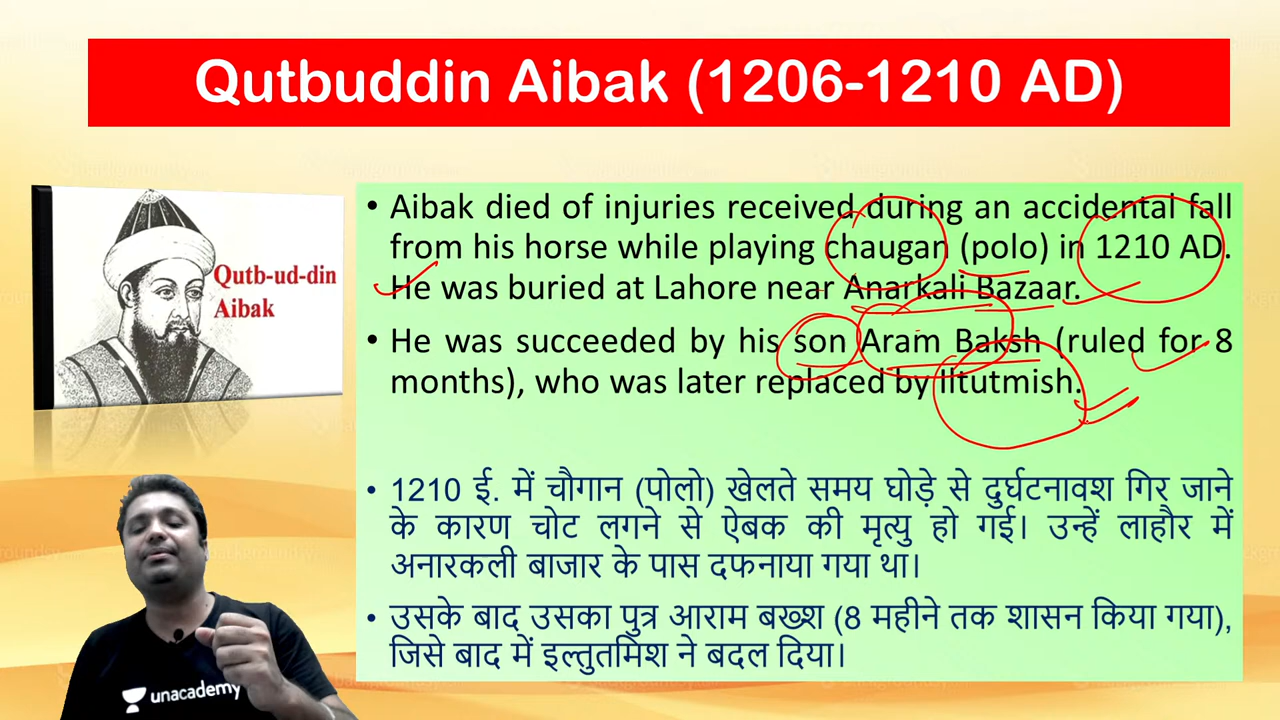 Qutbuddin Aibak (1206-1210 AD)
Qutb-ud-din
Aibak
• Aibak died of injuries received during an accidental fall
from his horse while playing chaugan (polo) in 1210 AD.
He was buried at Lahore near Anarkali Bazaar.
• He was succeeded by his son Aram Baksh (ruled for 8
months), who was later replaced by Iltutmish.
• 1210 ई. में चौगान (पोलो) खेलते समय घोड़े से दुर्घटनावश गिर जाने
के कारण चोट लगने से ऐबक की मृत्यु हो गई। उन्हें लाहौर में
अनारकली बाजार के पास दफनाया गया था।
• उसके बाद उसका पुत्र आराम बख्श (8 महीने तक शासन किया गया),
जिसे बाद में इल्तुतमिश ने बदल दिया।
unacademy